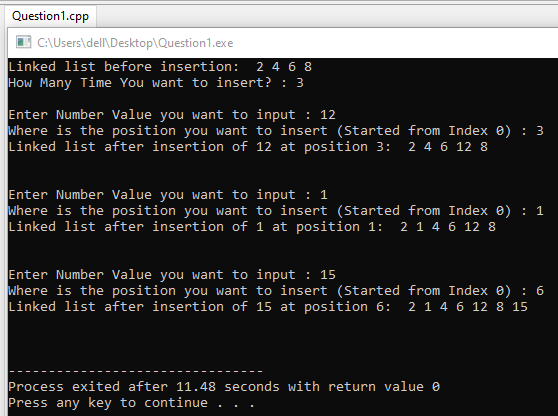 Question1.cpp
C:\Users\dell\Desktop\Question1.exe
Linked list before insertion:  2 4 6 8
How Many Time You want to insert? : 3
Enter Number Value you want to input : 12
Where is the position you want to insert (Started from Index 0) : 3
Linked list after insertion of 12 at position 3:  2 4 6 12 8
Enter Number Value you want to input : 1
Where is the position you want to insert (Started from Index 0) : 1
Linked list after insertion of 1 at position 1:  2 1 4 6 12 8
Enter Number Value you want to input : 15
Where is the position you want to insert (Started from Index 0) : 6
Linked list after insertion of 15 at position 6:  2 1 4 6 12 8 15
--------------------------------
Process exited after 11.48 seconds with return value 0
Press any key to continue . . .